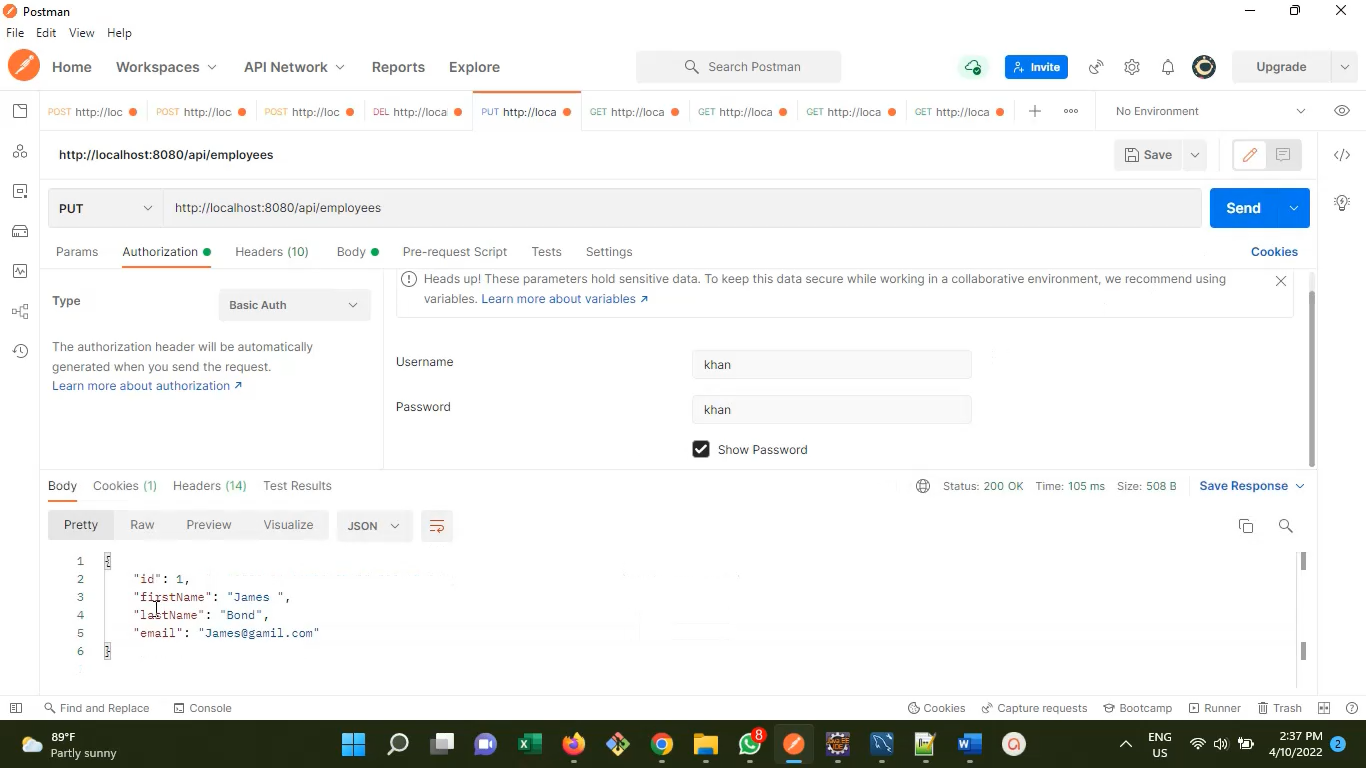 Postman
File Edit View Help
Home Workspaces API Network Reports Explore Search Postman Invite Upgrade
POST http://loc POST http://loc POST http://loc DEL http://loca PUT http://loca GET http://loca GET http://loca GET http://loca GET http://loca No Environment
http://localhost:8080/api/employees Save
PUT http://localhost:8080/api/employees Send
Params Authorization Headers (10) Body Pre-request Script Tests Settings Cookies
Heads up! These parameters hold sensitive data. To keep this data secure while working in a collaborative environment, we recommend using
variables. Learn more about variables ↗
Type Basic Auth
The authorization header will be automatically
generated when you send the request.
Learn more about authorization ↗
Username khan
Password khan
Show Password
Body Cookies (1) Headers (14) Test Results Status: 200 OK Time: 105 ms Size: 508 B Save Response
Pretty Raw Preview Visualize JSON
1 {
2 "id": 1,
3 "firstName": "James ",
4 "lastName": "Bond",
5 "email": "James@gamil.com"
6 }
Find and Replace Console Cookies Capture requests Bootcamp Runner Trash
89°F
Partly sunny
8
ENG
US
2:37 PM
4/10/2022
2